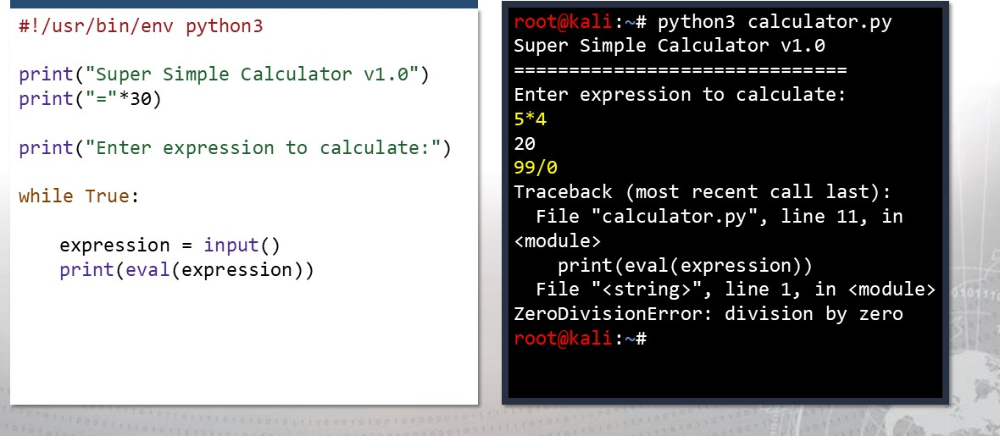 #!/usr/bin/env python3
print("Super Simple Calculator v1.0")
print("="*30)
print("Enter expression to calculate:")
while True:
expression = input()
print(eval(expression))
root@kali:~# python3 calculator.py
Super Simple Calculator v1.0
==============================
Enter expression to calculate:
5*4
20
99/0
Traceback (most recent call last):
File "calculator.py", line 11, in
<module>
print(eval(expression))
File "<string>", line 1, in <module>
ZeroDivisionError: division by zero
root@kali:~#